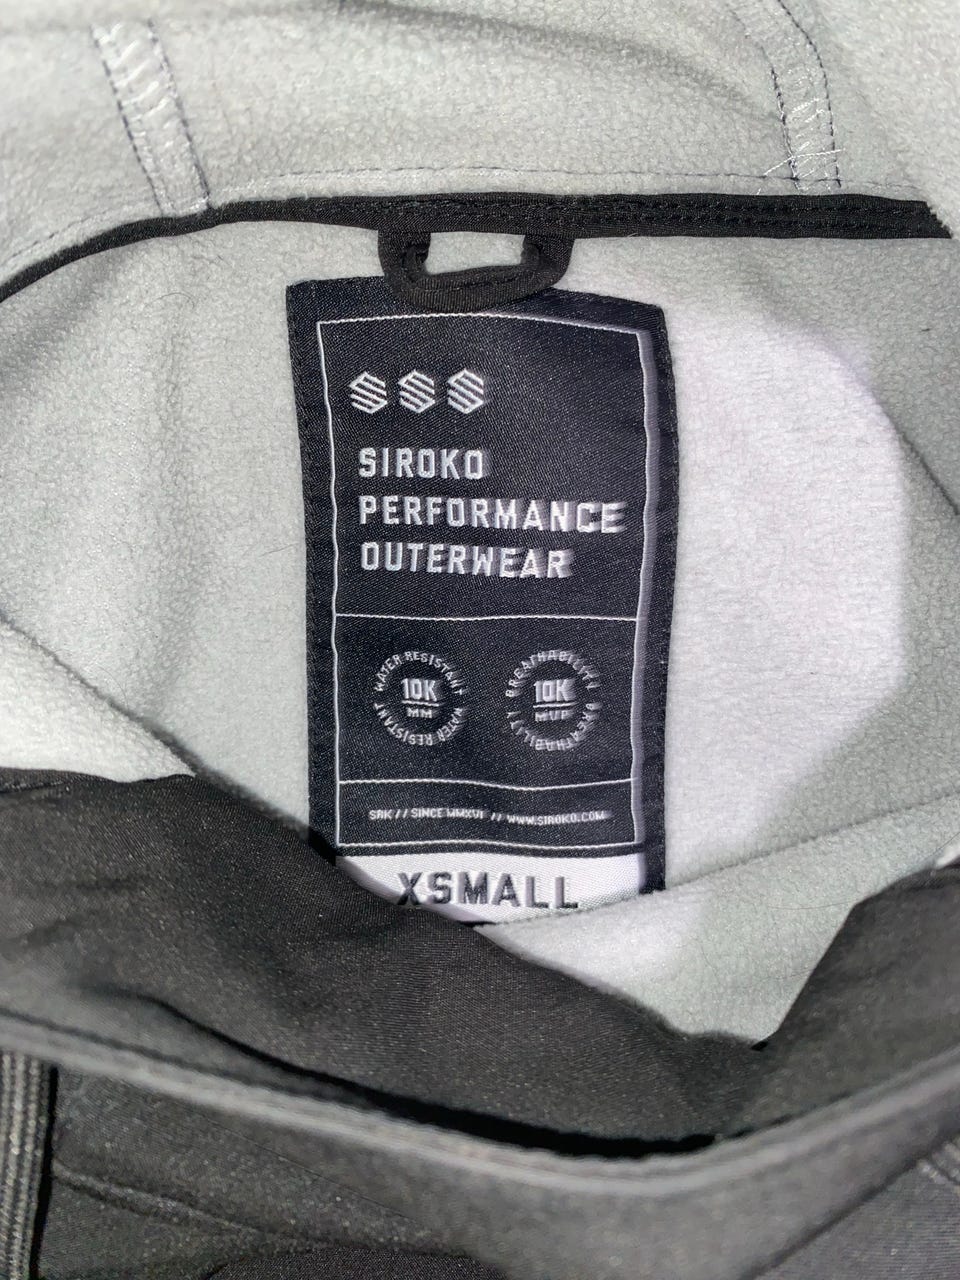 SSS
SIROKO
PERFORMANCE
OUTERWEAR
WATER RESISTANT WATER RESISTANT
10K
MM
BREATHABILITY BREATHABILITY
10K
MVP
SRK // SINCE MMXVI // WWW.SIROKO.COM
XSMALL